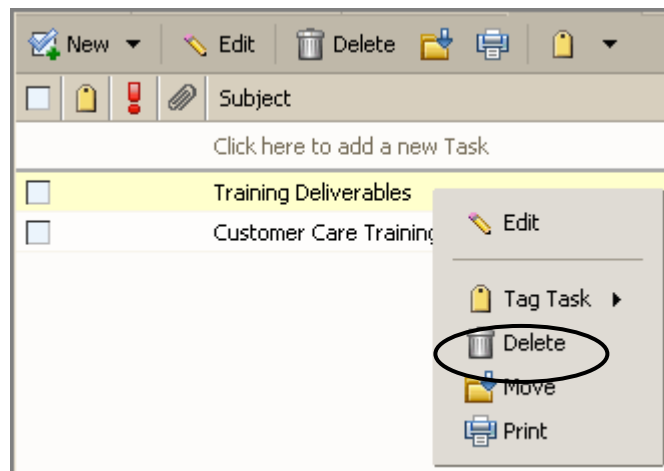 New Edit Delete
Subject
Click here to add a new Task
Training Deliverables
Customer Care Training
Edit
Tag Task
Delete
Move
Print